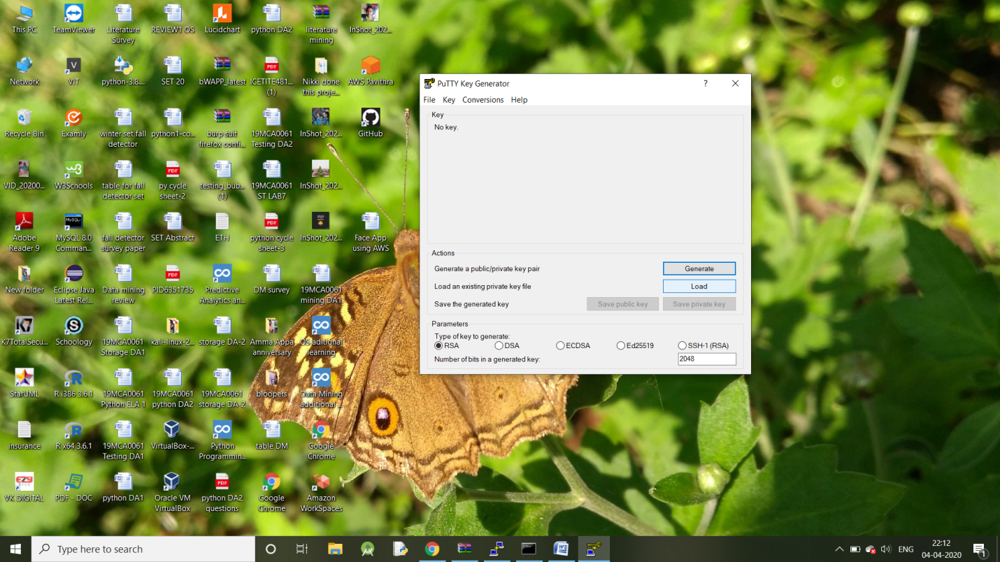 This PC
TeamViewer
Literature
Survey
REVIEW1 OS
Lucidchart
python DA2
literature
mining
InShot_202...
Network
VIT
python-3.8....
SET 20
bWAPP_latest
ICETITE481...
(1)
Nikki done
this proje...
AWS Pavithra
Recycle Bin
Examly
winter set fall
detector
python1-co...
burp suit
firefox confi...
19MCA0061
Testing DA2
InShot_202...
GitHub
VID_20200...
W3Schools
table for fall
detector set
py cycle
sheet-2
testing_bub...
(1)
19MCA0061
ST LAB7
InShot_202...
Adobe
Reader 9
MySQL 8.0
Comman...
fall detector
survey paper
SET Abstract
ETH
python cycle
sheet-3
InShot_202...
Face App
using AWS
New folder
Eclipse Java
Latest Rel...
Data mining
review
PID6351735
Predictive
Analytics an...
DM survey
19MCA0061
mining DA1
K7TotalSecu...
Schoology
19MCA0061
Storage DA1
kali-linux-2...
storage DA-2
Amma Appa
anniversary
OS aditional
learning
StarUML
R i386 3.6.1
19MCA0061
Python ELA 1
19MCA0061
python DA2
19MCA0061
storage DA-2
bloopers
Data Mining
additional ...
insurance
R x64 3.6.1
19MCA0061
Testing DA1
VirtualBox-...
Python
Programmin...
table DM
Google
Chrome
VK DIGITAL
PDF - DOC
python DA1
Oracle VM
VirtualBox
python DA2
questions
Google
Chrome
Amazon
WorkSpaces
PuTTY Key Generator
File Key Conversions Help
Key
No key.
Actions
Generate a public/private key pair
Generate
Load an existing private key file
Load
Save the generated key
Save public key
Save private key
Parameters
Type of key to generate:
RSA DSA ECDSA Ed25519 SSH-1 (RSA)
Number of bits in a generated key:
2048
Type here to search
ENG
22:12
04-04-2020
1